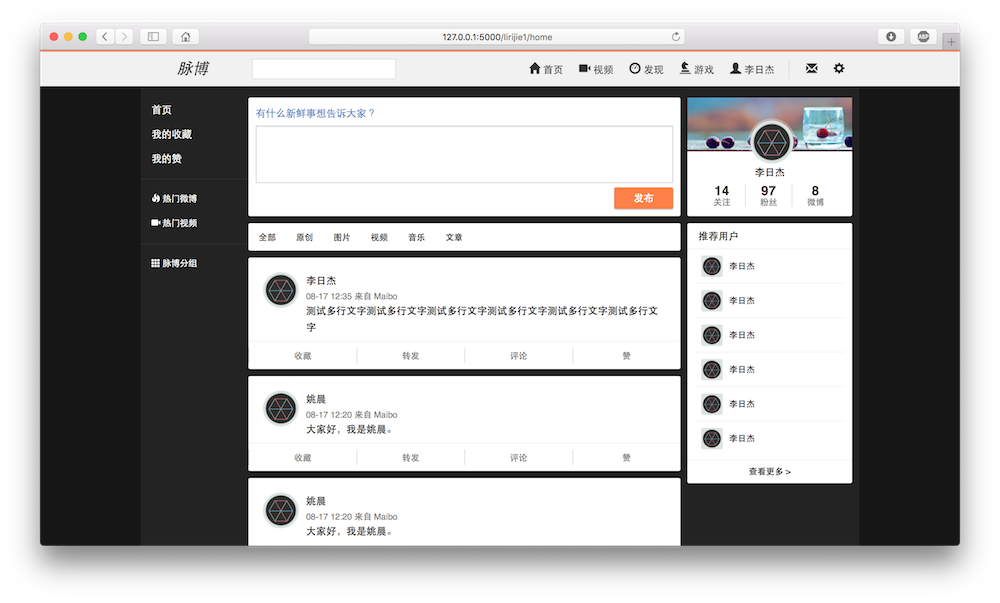 127.0.0.1:5000/lirijie1/home
ABP
脉博
首页 视频 发现 游戏 李日杰
首页
我的收藏
我的赞
热门微博
热门视频
脉博分组
有什么新鲜事想告诉大家？
发布
全部 原创 图片 视频 音乐 文章
李日杰
08-17 12:35 来自 Maibo
测试多行文字测试多行文字测试多行文字测试多行文字测试多行文字测试多行文
字
收藏 转发 评论 赞
姚晨
08-17 12:20 来自 Maibo
大家好，我是姚晨。
收藏 转发 评论 赞
姚晨
08-17 12:20 来自 Maibo
大家好，我是姚晨。
李日杰
14 97 8
关注 粉丝 微博
推荐用户
李日杰
李日杰
李日杰
李日杰
李日杰
李日杰
查看更多 >